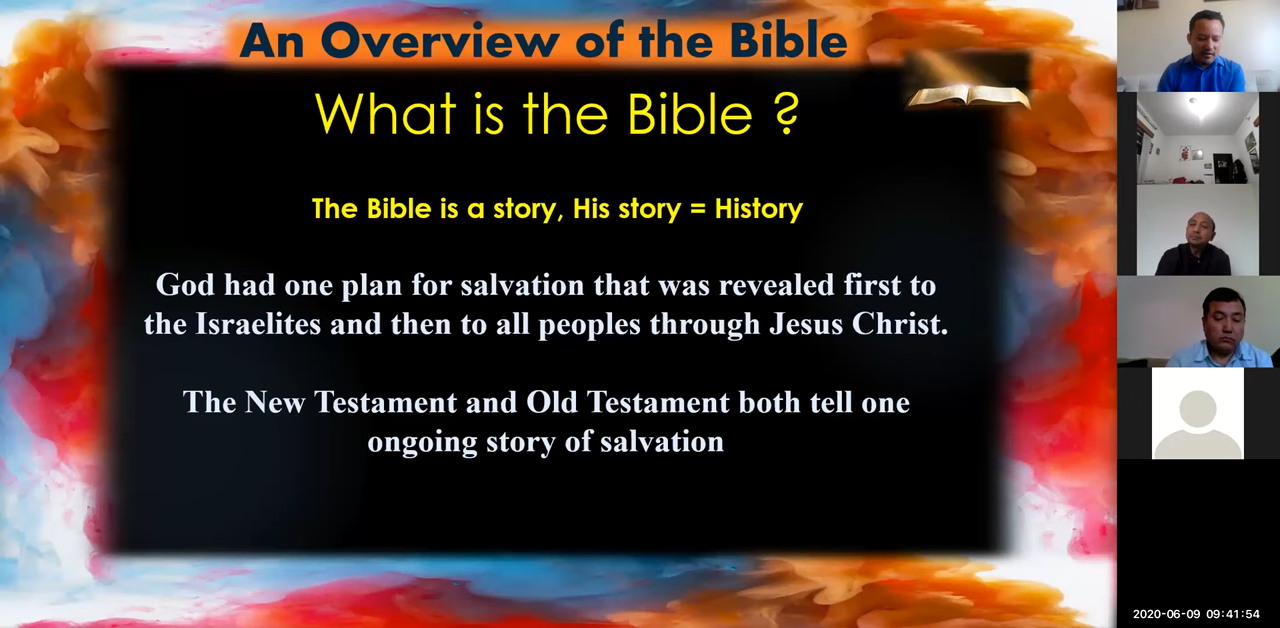 An Overview of the Bible
What is the Bible ?
The Bible is a story, His story = History
God had one plan for salvation that was revealed first to
the Israelites and then to all peoples through Jesus Christ.
The New Testament and Old Testament both tell one
ongoing story of salvation
2020-06-09 09:41:54